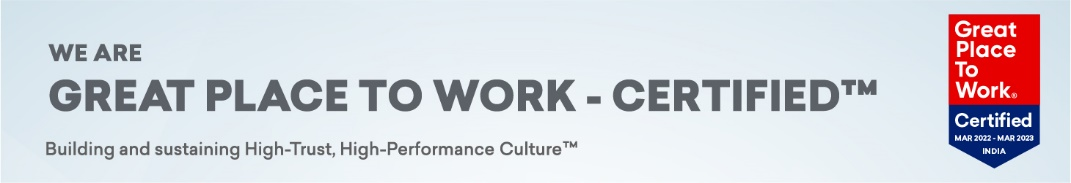 WE ARE
GREAT PLACE TO WORK - CERTIFIED™
Building and sustaining High-Trust, High-Performance Culture™
Great
Place
To
Work®
Certified
MAR 2022 - MAR 2023
INDIA